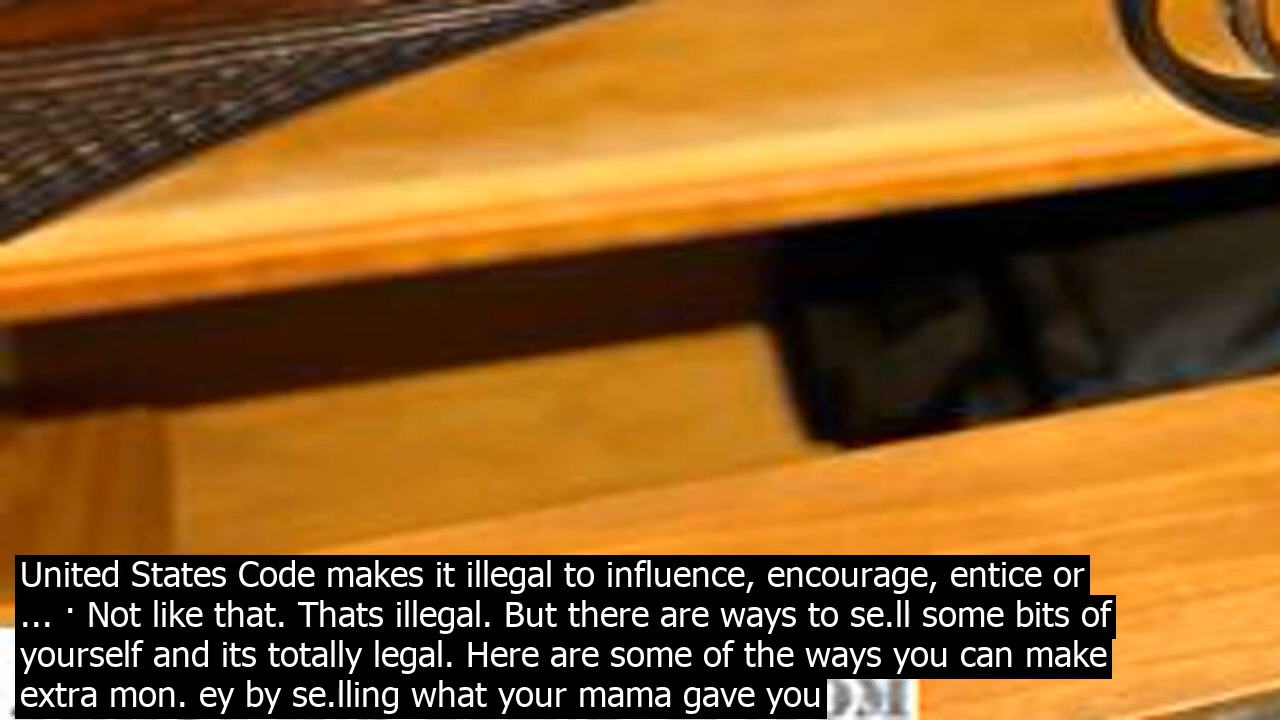 United States Code makes it illegal to influence, encourage, entice or
... · Not like that. Thats illegal. But there are ways to se.ll some bits of
yourself and its totally legal. Here are some of the ways you can make
extra mon. ey by se.lling what your mama gave you